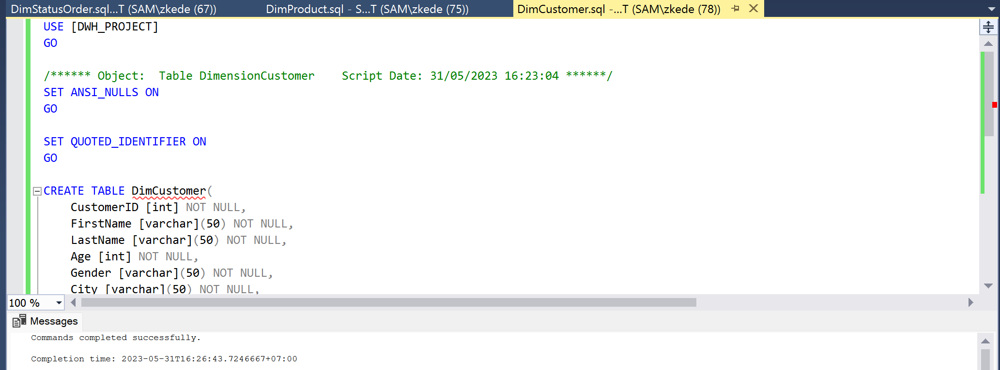 DimStatusOrder.sql...T (SAM\zkede (67)) DimProduct.sql - S...T (SAM\zkede (75)) DimCustomer.sql -...T (SAM\zkede (78))
USE [DWH_PROJECT]
GO
/****** Object:  Table DimensionCustomer    Script Date: 31/05/2023 16:23:04 ******/
SET ANSI_NULLS ON
GO
SET QUOTED_IDENTIFIER ON
GO
CREATE TABLE DimCustomer(
CustomerID [int] NOT NULL,
FirstName [varchar](50) NOT NULL,
LastName [varchar](50) NOT NULL,
Age [int] NOT NULL,
Gender [varchar](50) NOT NULL,
City [varchar](50) NOT NULL,
100 %
Messages
Commands completed successfully.
Completion time: 2023-05-31T16:26:43.7246667+07:00